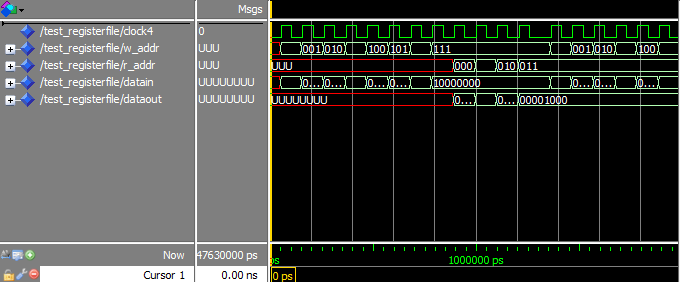 Msgs
/test_registerfile/clock4 0
/test_registerfile/w_addr UUU 001 010 100 101 111 001 010 100
/test_registerfile/r_addr UUU UUU 000 010 011
/test_registerfile/datain UUUUUUUU 0... 0... 0... 0... 10000000 0... 0... 0...
/test_registerfile/dataout UUUUUUUU UUUUUUUU 0... 0... 00001000
Now 47630000 ps ps 1000000 ps
Cursor 1 0.00 ns 0 ps